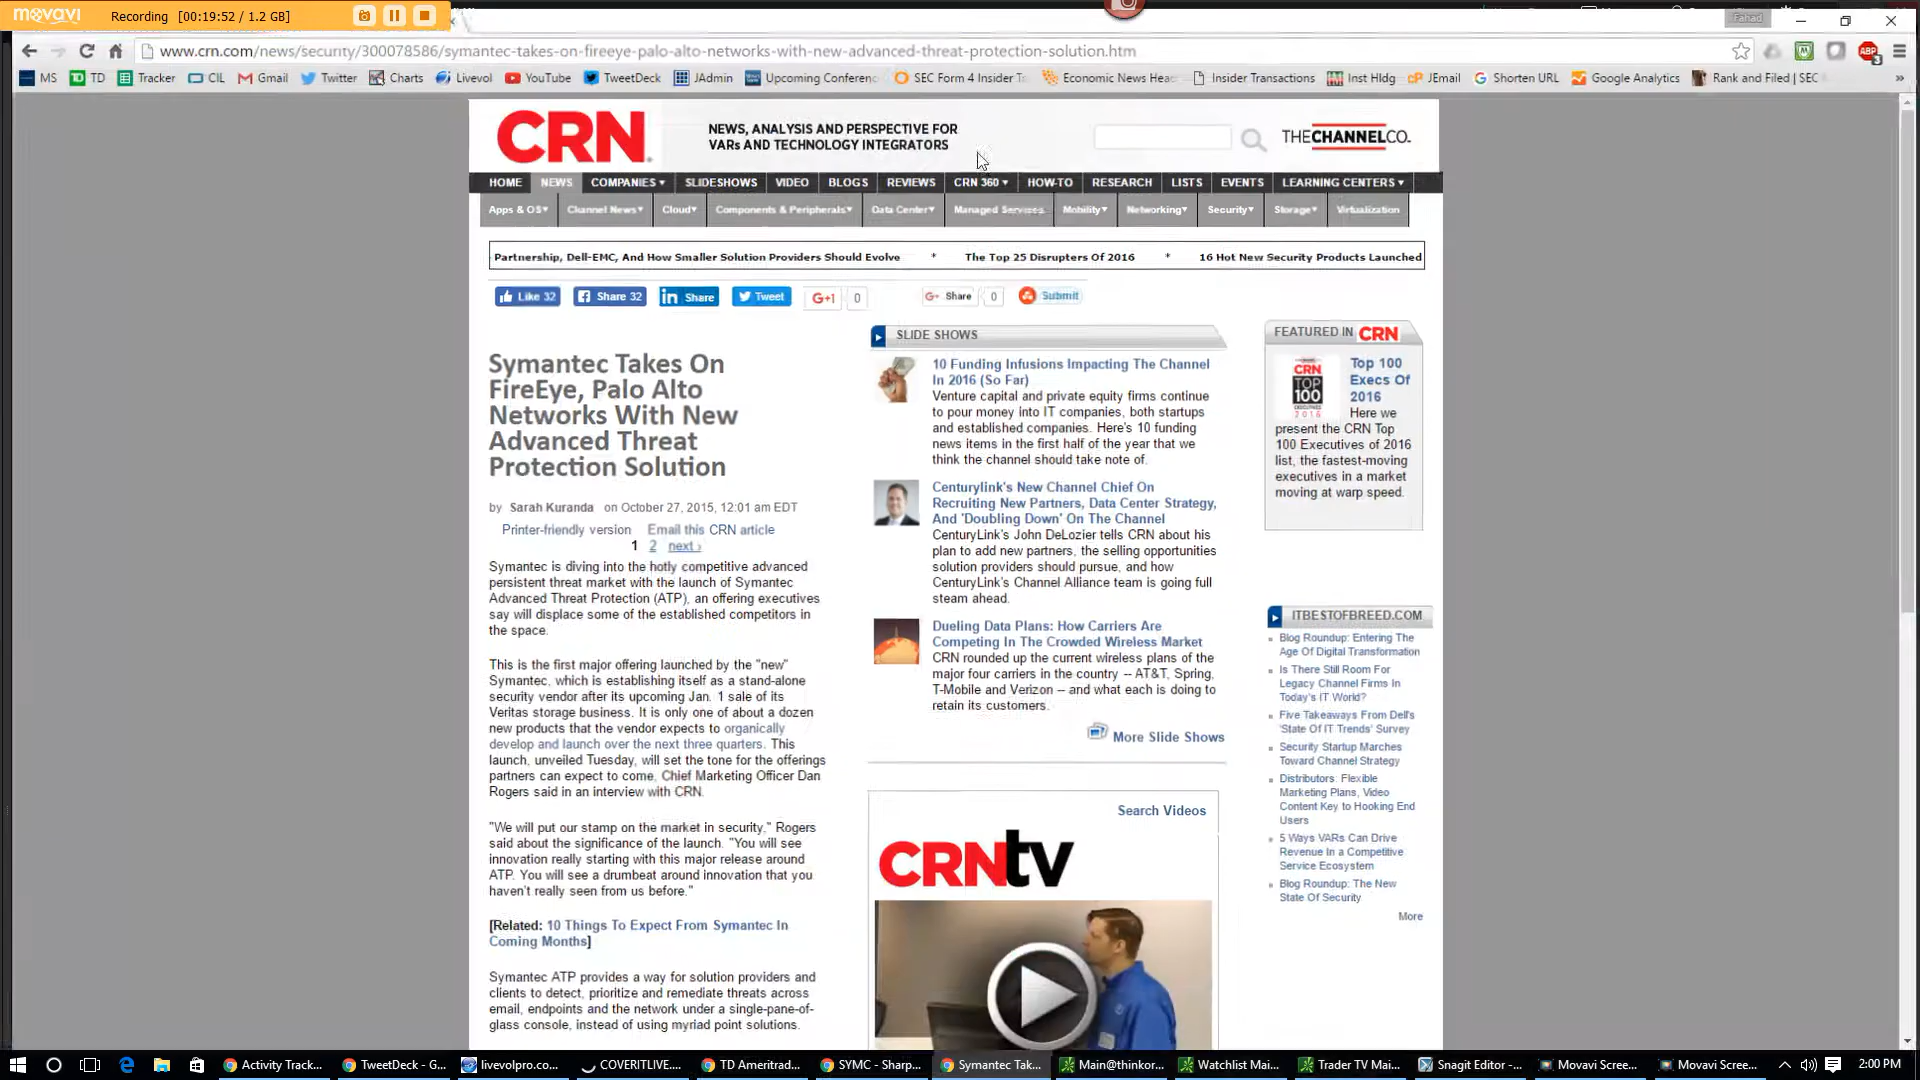 movavi
Recording [00:19:52 / 1.2 GB]
Fahad
www.crn.com/news/security/300078586/symantec-takes-on-fireeye-palo-alto-networks-with-new-advanced-threat-protection-solution.htm
ABP
3
MS TD Tracker CIL Gmail Twitter Charts Livevol YouTube TweetDeck JAdmin Upcoming Conferenc SEC Form 4 Insider Tr Economic News Head Insider Transactions Inst Hldg JEmail Shorten URL Google Analytics Rank and Filed | SEC »
CRN.
NEWS, ANALYSIS AND PERSPECTIVE FOR
VARs AND TECHNOLOGY INTEGRATORS
THECHANNELCO.
HOME NEWS COMPANIES SLIDESHOWS VIDEO BLOGS REVIEWS CRN 360 HOW-TO RESEARCH LISTS EVENTS LEARNING CENTERS
Apps & OS Channel News Cloud Components & Peripherals Data Center Managed Services Mobility Networking Security Storage Virtualization
Partnership, Dell-EMC, And How Smaller Solution Providers Should Evolve * The Top 25 Disrupters Of 2016 * 16 Hot New Security Products Launched
Like 32 Share 32 in Share Tweet G+1 0 G+ Share 0 Submit
Symantec Takes On
FireEye, Palo Alto
Networks With New
Advanced Threat
Protection Solution
by Sarah Kuranda on October 27, 2015, 12:01 am EDT
Printer-friendly version Email this CRN article
1 2 next ›
Symantec is diving into the hotly competitive advanced
persistent threat market with the launch of Symantec
Advanced Threat Protection (ATP), an offering executives
say will displace some of the established competitors in
the space.
This is the first major offering launched by the "new"
Symantec, which is establishing itself as a stand-alone
security vendor after its upcoming Jan. 1 sale of its
Veritas storage business. It is only one of about a dozen
new products that the vendor expects to organically
develop and launch over the next three quarters. This
launch, unveiled Tuesday, will set the tone for the offerings
partners can expect to come, Chief Marketing Officer Dan
Rogers said in an interview with CRN.
"We will put our stamp on the market in security," Rogers
said about the significance of the launch. "You will see
innovation really starting with this major release around
ATP. You will see a drumbeat around innovation that you
haven't really seen from us before."
[Related: 10 Things To Expect From Symantec In
Coming Months]
Symantec ATP provides a way for solution providers and
clients to detect, prioritize and remediate threats across
email, endpoints and the network under a single-pane-of-
glass console, instead of using myriad point solutions.
SLIDE SHOWS
10 Funding Infusions Impacting The Channel
In 2016 (So Far)
Venture capital and private equity firms continue
to pour money into IT companies, both startups
and established companies. Here's 10 funding
news items in the first half of the year that we
think the channel should take note of.
Centurylink's New Channel Chief On
Recruiting New Partners, Data Center Strategy,
And 'Doubling Down' On The Channel
CenturyLink's John DeLozier tells CRN about his
plan to add new partners, the selling opportunities
solution providers should pursue, and how
CenturyLink's Channel Alliance team is going full
steam ahead.
Dueling Data Plans: How Carriers Are
Competing In The Crowded Wireless Market
CRN rounded up the current wireless plans of the
major four carriers in the country -- AT&T, Spring,
T-Mobile and Verizon -- and what each is doing to
retain its customers.
More Slide Shows
Search Videos
CRNtv
FEATURED IN CRN
CRN
TOP
100
2016
Top 100
Execs Of
2016
Here we
present the CRN Top
100 Executives of 2016
list, the fastest-moving
executives in a market
moving at warp speed.
ITBESTOFBREED.COM
Blog Roundup: Entering The
Age Of Digital Transformation
Is There Still Room For
Legacy Channel Firms In
Today's IT World?
Five Takeaways From Dell's
'State Of IT Trends' Survey
Security Startup Marches
Toward Channel Strategy
Distributors: Flexible
Marketing Plans, Video
Content Key to Hooking End
Users
5 Ways VARs Can Drive
Revenue In a Competitive
Service Ecosystem
Blog Roundup: The New
State Of Security
More
Activity Track... TweetDeck - G... livevolpro.co... COVERITLIVE.... TD Ameritrad... SYMC - Sharp... Symantec Tak... Main@thinkor... Watchlist Mai... Trader TV Mai... Snagit Editor -... Movavi Scree... Movavi Scree... 2:00 PM